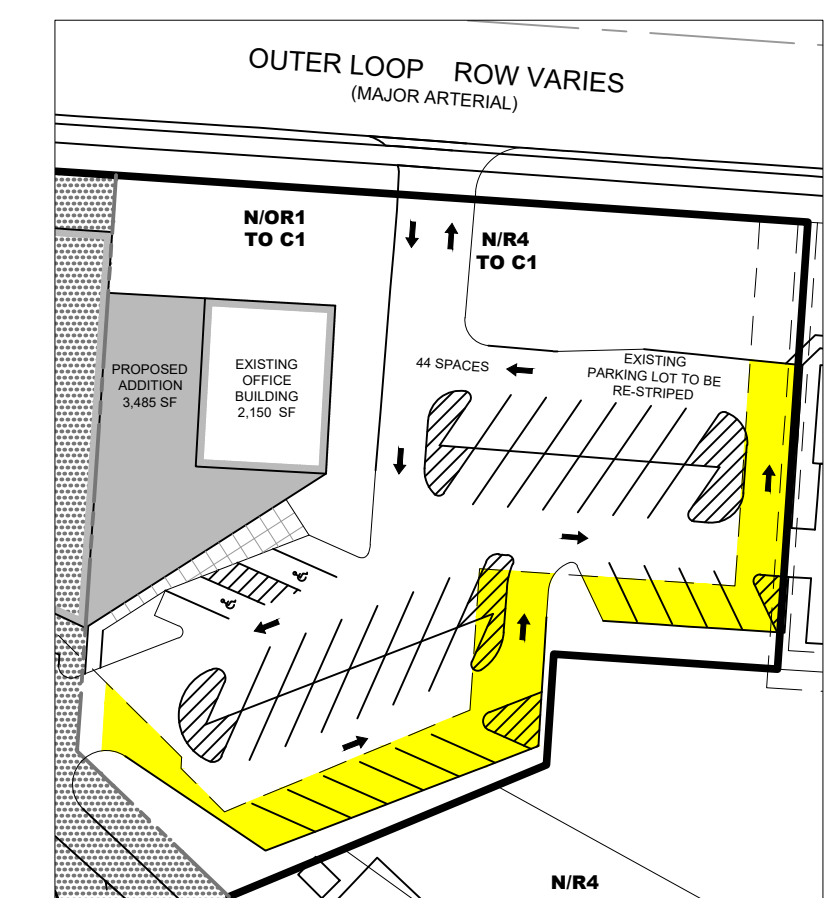 OUTER LOOP ROW VARIES
(MAJOR ARTERIAL)
N/OR1
TO C1
N/R4
TO C1
PROPOSED
ADDITION
3,485 SF
EXISTING
OFFICE
BUILDING
2,150 SF
44 SPACES
EXISTING
PARKING LOT TO BE
RE-STRIPED
N/R4